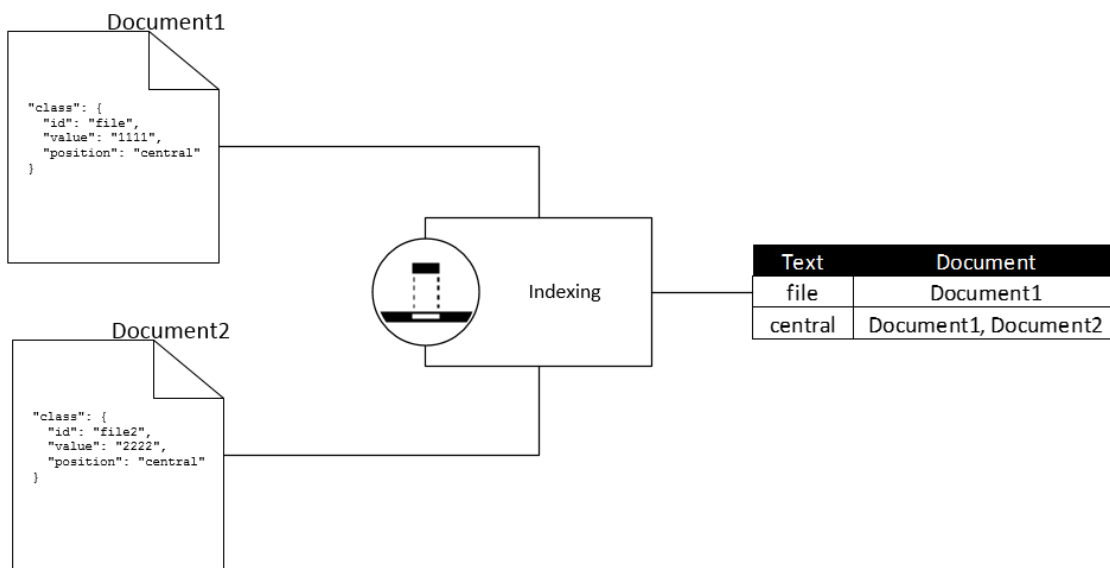 Document1
"class": {
"id": "file",
"value": "1111",
"position": "central"
}
Document2
"class": {
"id": "file2",
"value": "2222",
"position": "central"
}
Indexing
Text Document
file Document1
central Document1, Document2